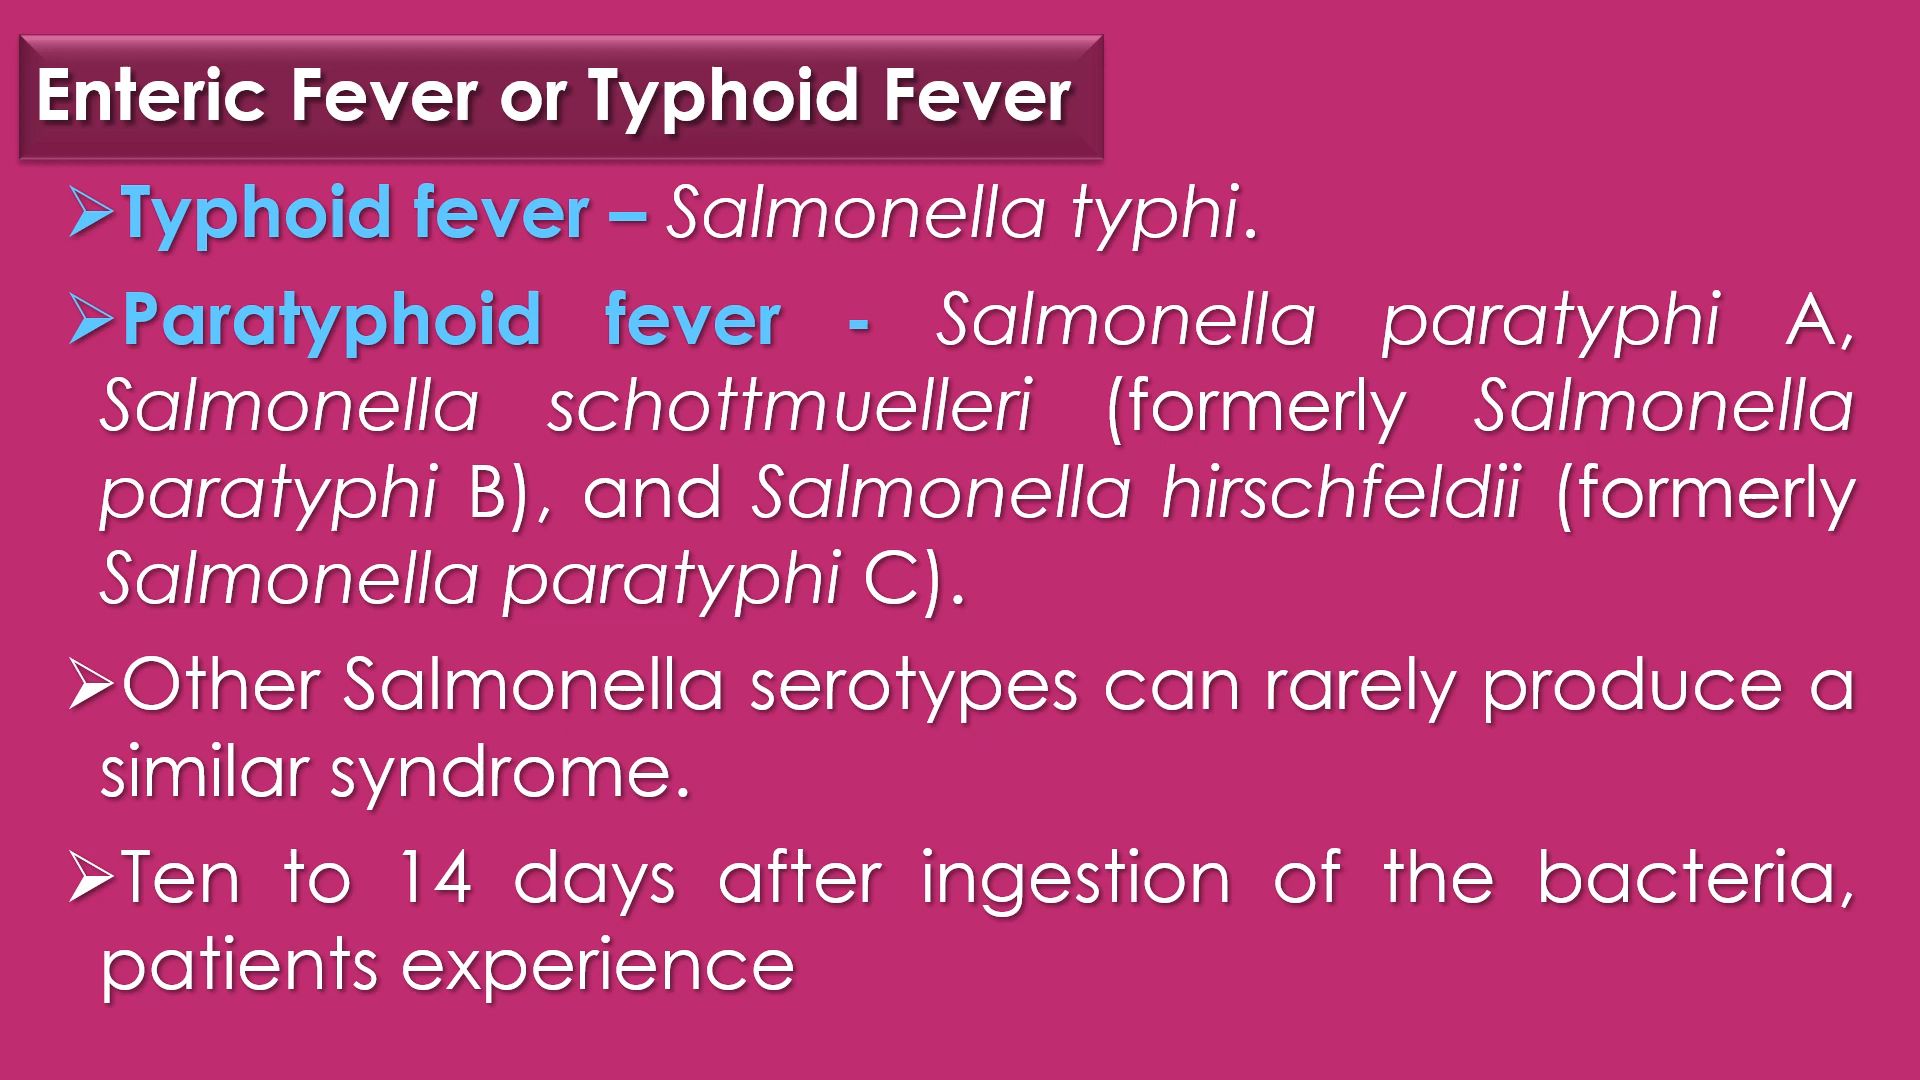 Enteric Fever or Typhoid Fever
➢Typhoid fever – Salmonella typhi.
➢Paratyphoid fever - Salmonella paratyphi A,
Salmonella schottmuelleri (formerly Salmonella
paratyphi B), and Salmonella hirschfeldii (formerly
Salmonella paratyphi C).
➢Other Salmonella serotypes can rarely produce a
similar syndrome.
➢Ten to 14 days after ingestion of the bacteria,
patients experience